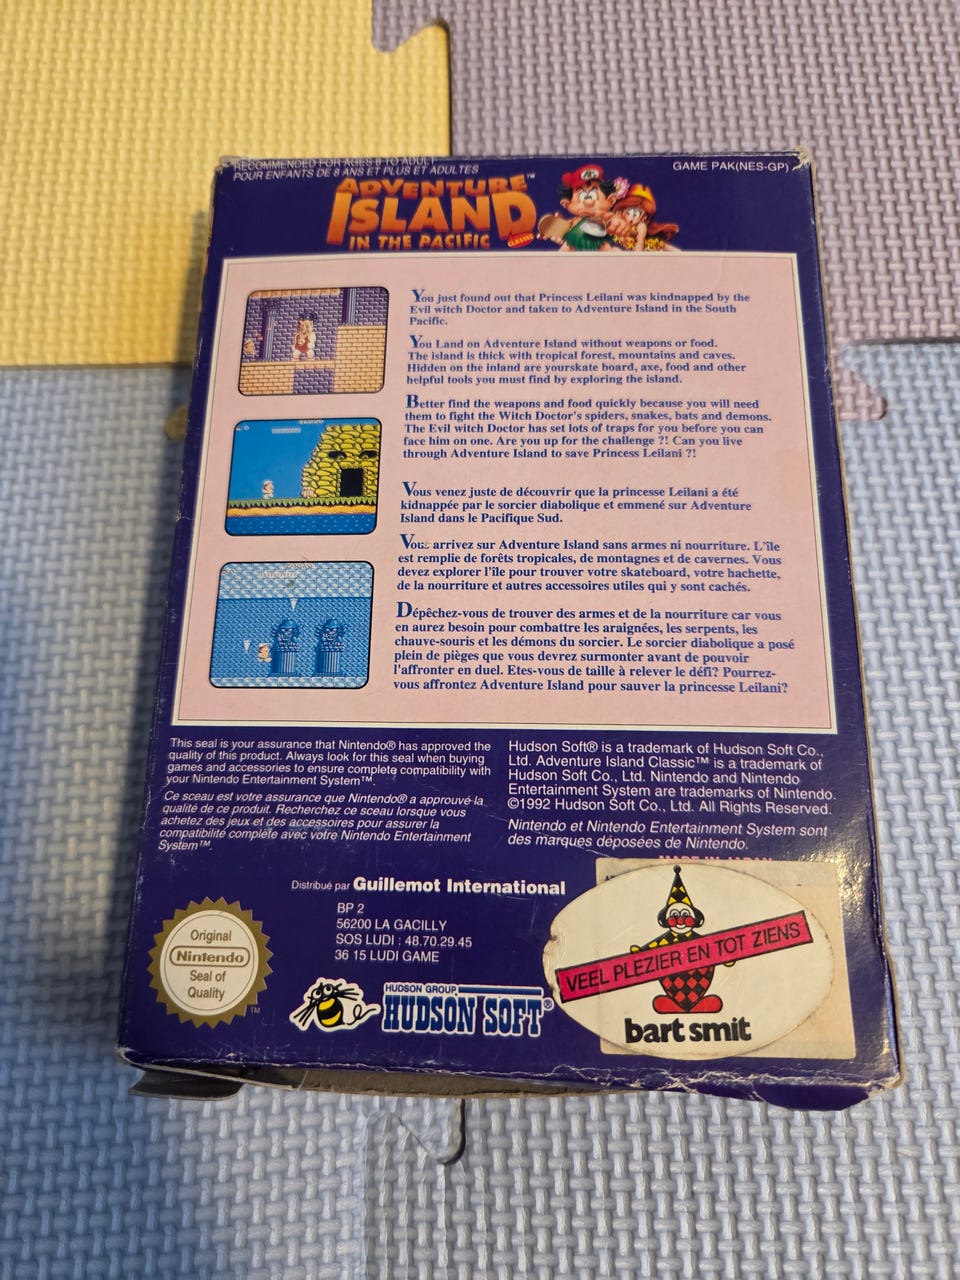 RECOMMENDED FOR AGES 8 TO ADULT
POUR ENFANTS DE 8 ANS ET PLUS ET ADULTES
GAME PAK(NES-GP)
ADVENTURE™
ISLAND
IN THE PACIFIC
CLASSIC
You just found out that Princess Leilani was kindnapped by the
Evil witch Doctor and taken to Adventure Island in the South
Pacific.
You Land on Adventure Island without weapons or food.
The island is thick with tropical forest, mountains and caves.
Hidden on the inland are yourskate board, axe, food and other
helpful tools you must find by exploring the island.
Better find the weapons and food quickly because you will need
them to fight the Witch Doctor's spiders, snakes, bats and demons.
The Evil witch Doctor has set lots of traps for you before you can
face him on one. Are you up for the challenge ?! Can you live
through Adventure Island to save Princess Leilani ?!
Vous venez juste de découvrir que la princesse Leilani a été
kidnappée par le sorcier diabolique et emmené sur Adventure
Island dans le Pacifique Sud.
Vous arrivez sur Adventure Island sans armes ni nourriture. L'île
est remplie de forêts tropicales, de montagnes et de cavernes. Vous
devez explorer l'île pour trouver votre skateboard, votre hachette,
de la nourriture et autres accessoires utiles qui y sont cachés.
Dépêchez-vous de trouver des armes et de la nourriture car vous
en aurez besoin pour combattre les araignées, les serpents, les
chauve-souris et les démons du sorcier. Le sorcier diabolique a posé
plein de pièges que vous devrez surmonter avant de pouvoir
l'affronter en duel. Etes-vous de taille à relever le défi? Pourrez-
vous affrontez Adventure Island pour sauver la princesse Leilani?
This seal is your assurance that Nintendo® has approved the
quality of this product. Always look for this seal when buying
games and accessories to ensure complete compatibility with
your Nintendo Entertainment System™.
Ce sceau est votre assurance que Nintendo® a approuvé la
qualité de ce produit. Recherchez ce sceau lorsque vous
achetez des jeux et des accessoires pour assurer la
compatibilité complète avec votre Nintendo Entertainment
System™.
Hudson Soft® is a trademark of Hudson Soft Co.,
Ltd. Adventure Island Classic™ is a trademark of
Hudson Soft Co., Ltd. Nintendo and Nintendo
Entertainment System are trademarks of Nintendo.
©1992 Hudson Soft Co., Ltd. All Rights Reserved.
Nintendo et Nintendo Entertainment System sont
des marques déposées de Nintendo.
MADE IN JAPAN
Distribué par Guillemot International
BP 2
56200 LA GACILLY
SOS LUDI : 48.70.29.45
36 15 LUDI GAME
Original
Nintendo
Seal of
Quality
TM
HUDSON GROUP
HUDSON SOFT®
VEEL PLEZIER EN TOT ZIENS
bart smit